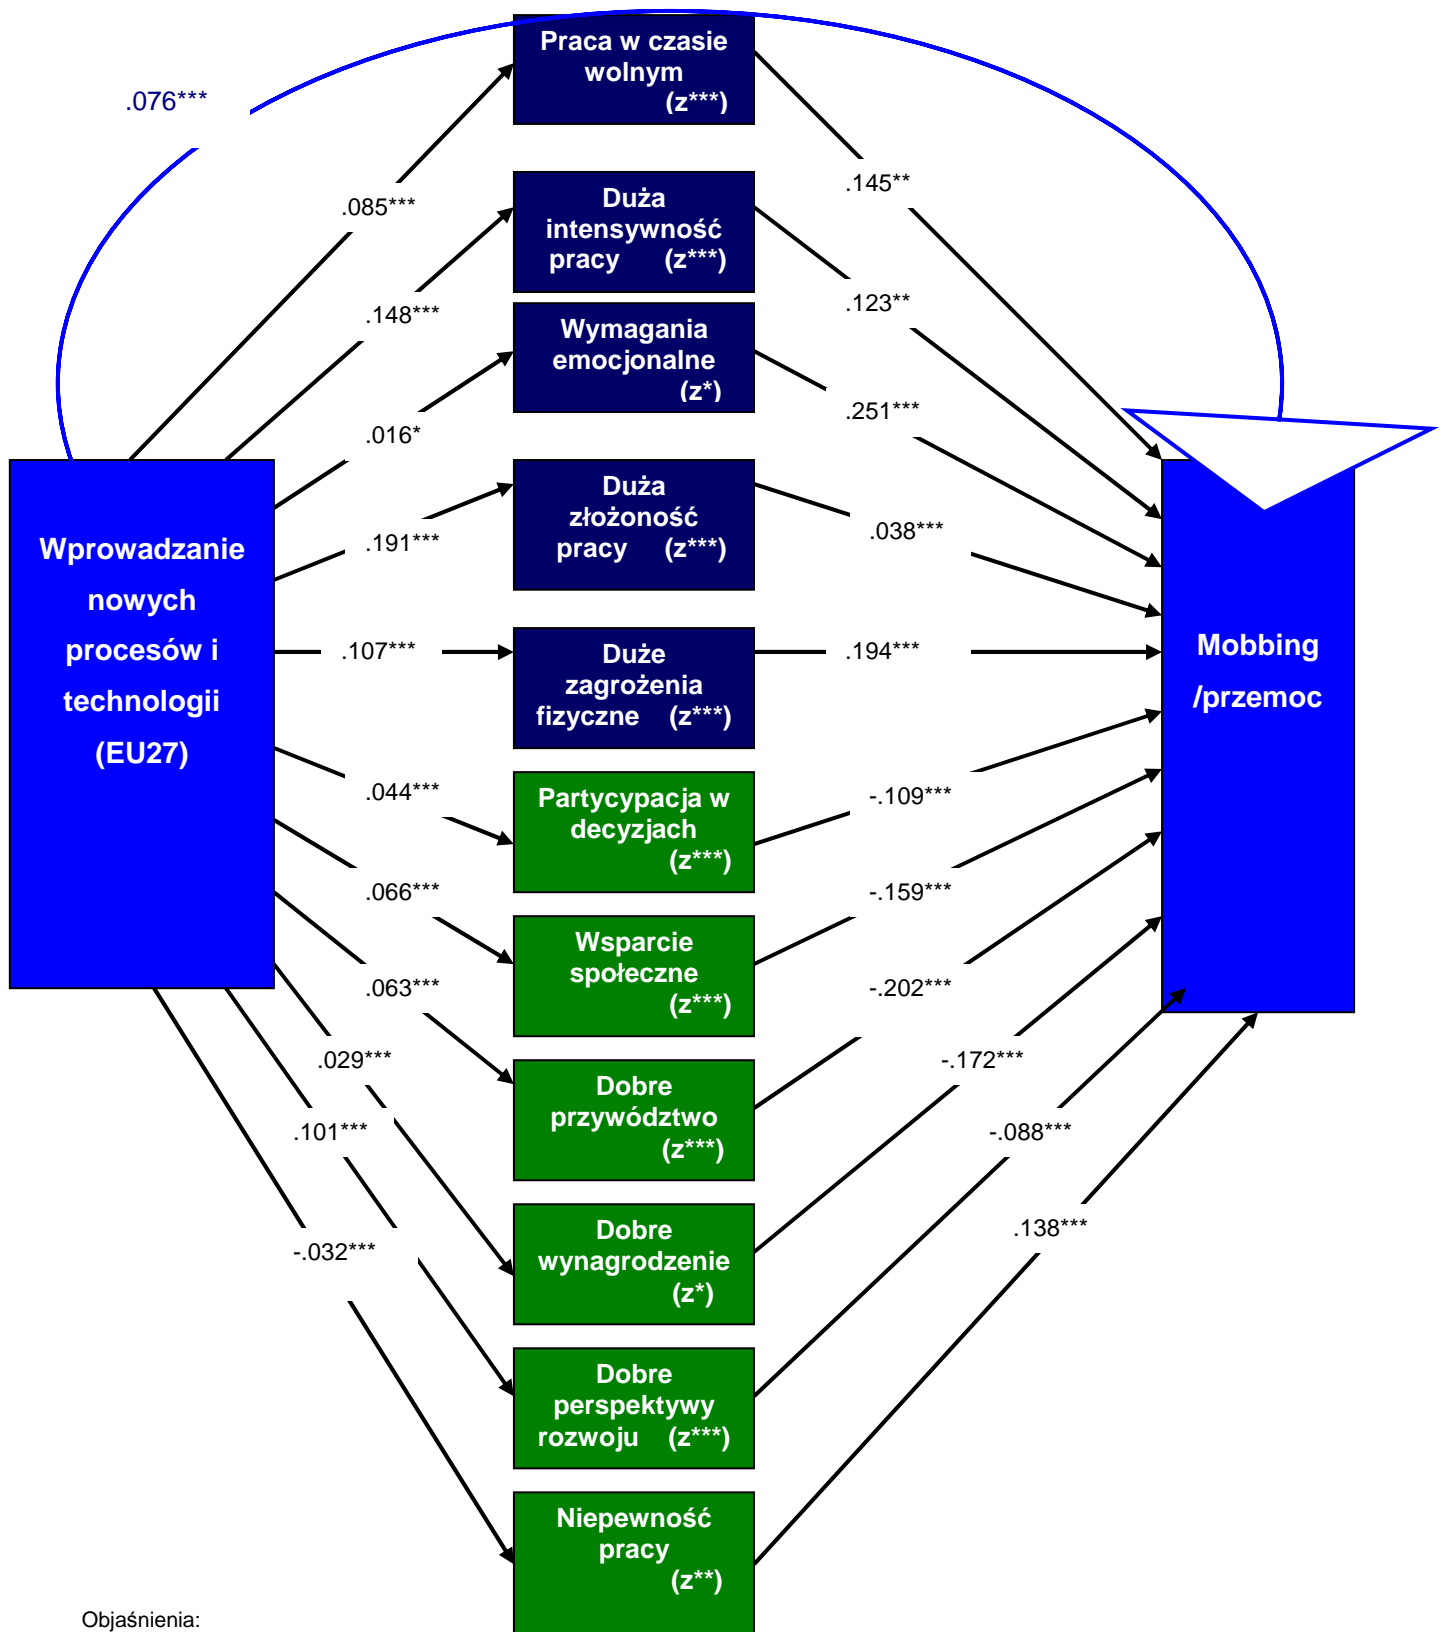 .076***
Praca w czasie
wolnym
(z***)
.085***
.145**
Duża
intensywność
pracy (z***)
.148***
.123**
Wymagania
emocjonalne
(z*)
.016*
.251***
Duża
złożoność
pracy (z***)
.191***
.038***
Wprowadzanie
nowych
procesów i
technologii
(EU27)
.107***
Duże
zagrożenia
fizyczne (z***)
.194***
Mobbing
/przemoc
.044***
Partycypacja w
decyzjach
(z***)
-.109***
.066***
Wsparcie
społeczne
(z***)
-.159***
.063***
Dobre
przywództwo
(z***)
-.202***
.029***
Dobre
wynagrodzenie
(z*)
-.172***
.101***
Dobre
perspektywy
rozwoju (z***)
-.088***
-.032***
Niepewność
pracy
(z**)
.138***
Objaśnienia: